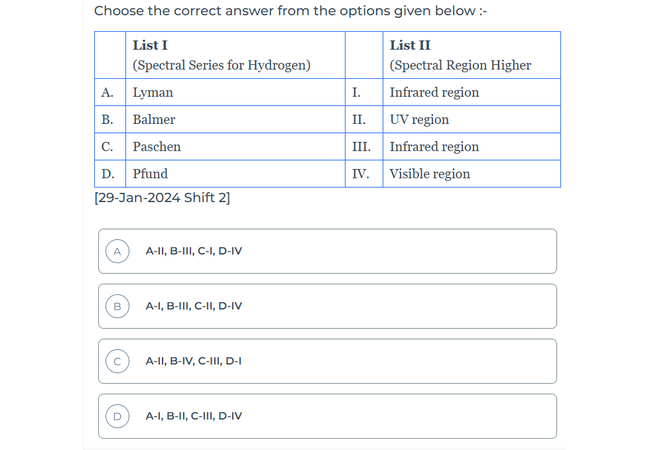 Choose the correct answer from the options given below :-
List I List II
(Spectral Series for Hydrogen) (Spectral Region Higher
A. Lyman I. Infrared region
B. Balmer II. UV region
C. Paschen III. Infrared region
D. Pfund IV. Visible region
[29-Jan-2024 Shift 2]
A A-II, B-III, C-I, D-IV
B A-I, B-III, C-II, D-IV
C A-II, B-IV, C-III, D-I
D A-I, B-II, C-III, D-IV